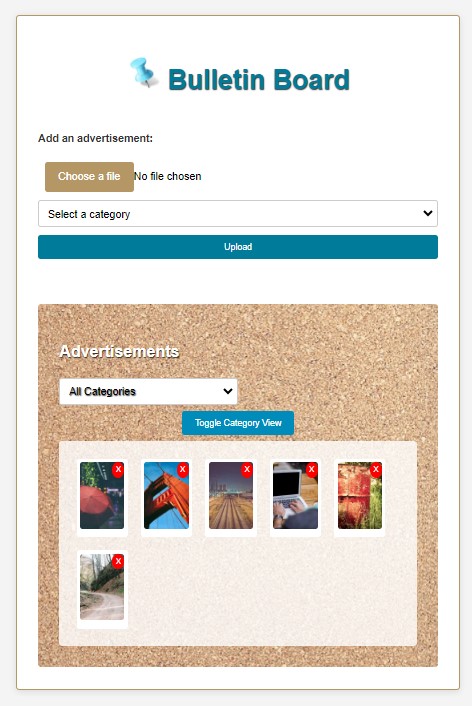 Bulletin Board
Add an advertisement:
Choose a file No file chosen
Select a category
Upload
Advertisements
All Categories
Toggle Category View
X X X X X
X